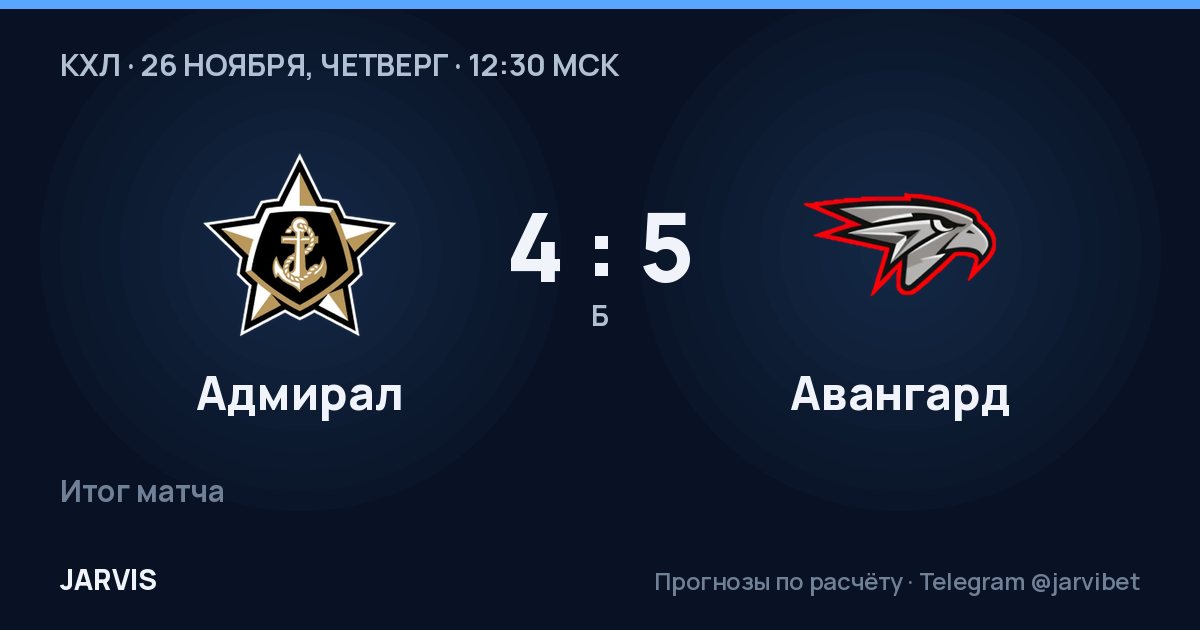 КХЛ · 26 НОЯБРЯ, ЧЕТВЕРГ · 12:30 МСК
4 : 5
Б
Адмирал
Авангард
Итог матча
JARVIS
Прогнозы по расчёту · Telegram @jarvibet